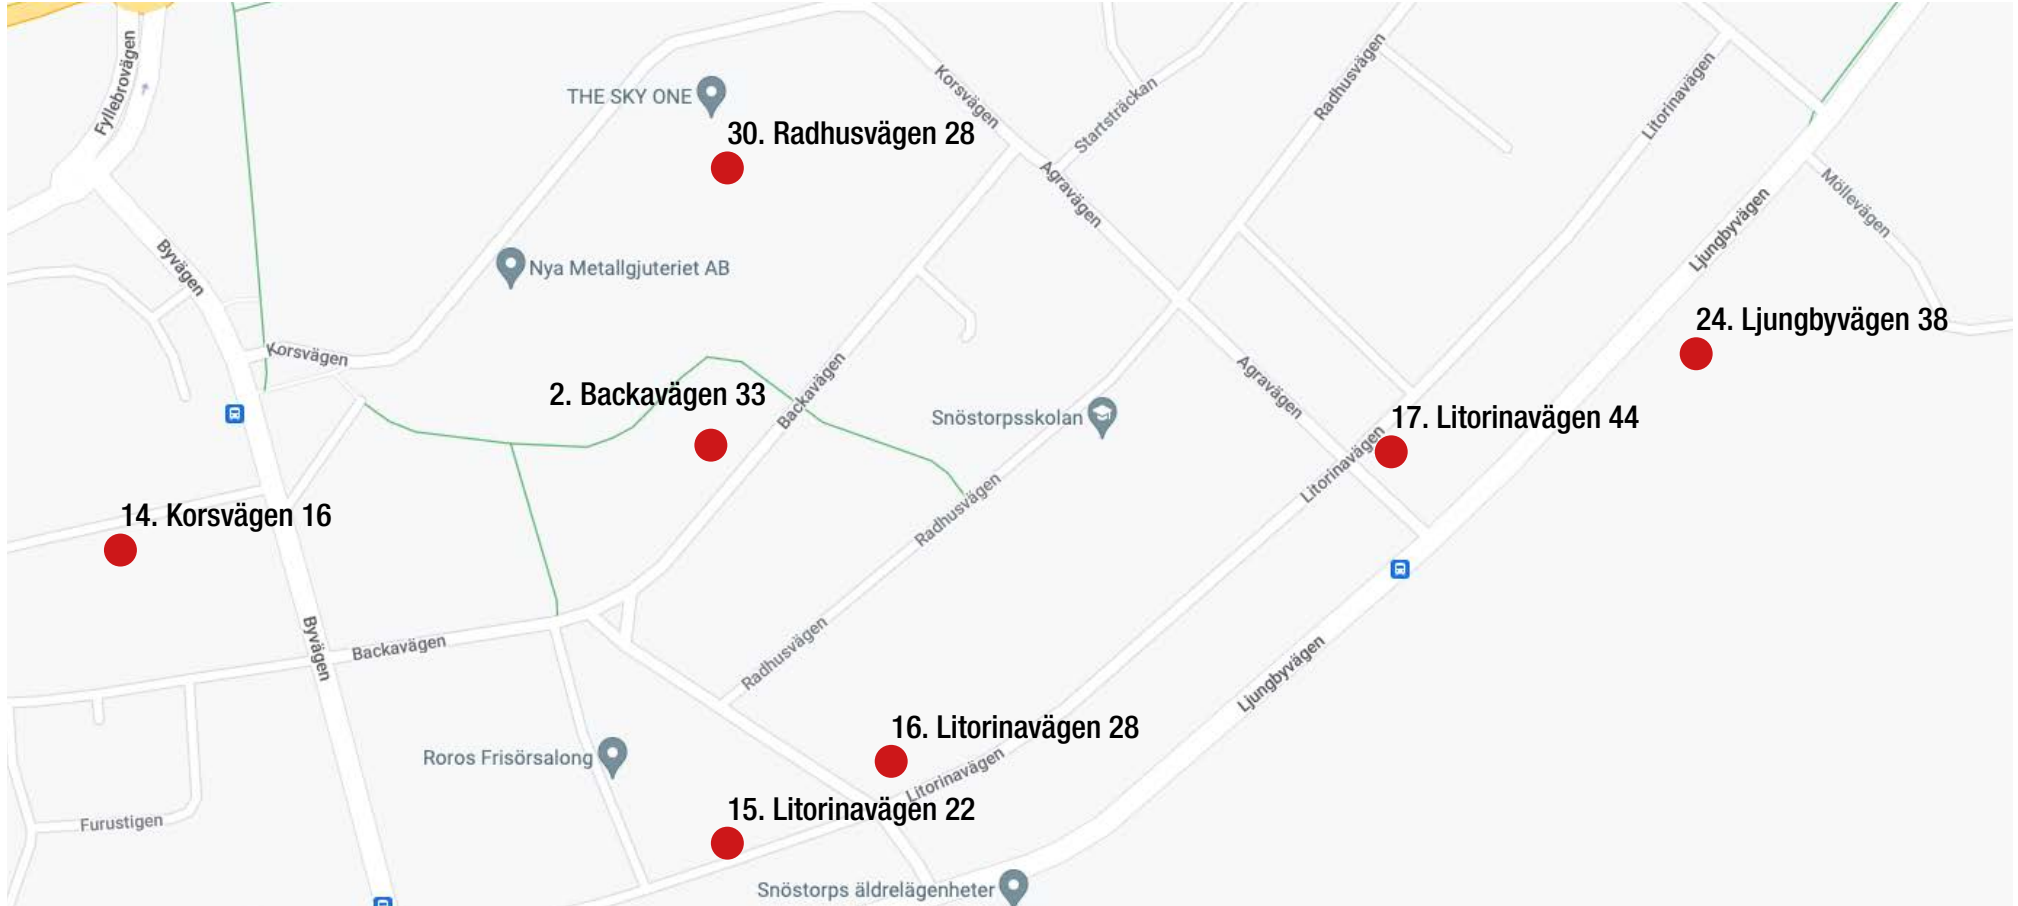 Fyllebrovägen
THE SKY ONE
Korsvägen
Startsträckan
Radhusvägen
Litorinavägen
30. Radhusvägen 28
Agravägen
Möllevägen
Byvägen
Ljungbyvägen
Nya Metallgjuteriet AB
24. Ljungbyvägen 38
Korsvägen
2. Backavägen 33
Backavägen
Agravägen
Snöstorpsskolan
17. Litorinavägen 44
Litorinavägen
14. Korsvägen 16
Radhusvägen
Byvägen
Backavägen
Radhusvägen
Ljungbyvägen
16. Litorinavägen 28
Roros Frisörsalong
Litorinavägen
15. Litorinavägen 22
Furustigen
Snöstorps äldrelägenheter